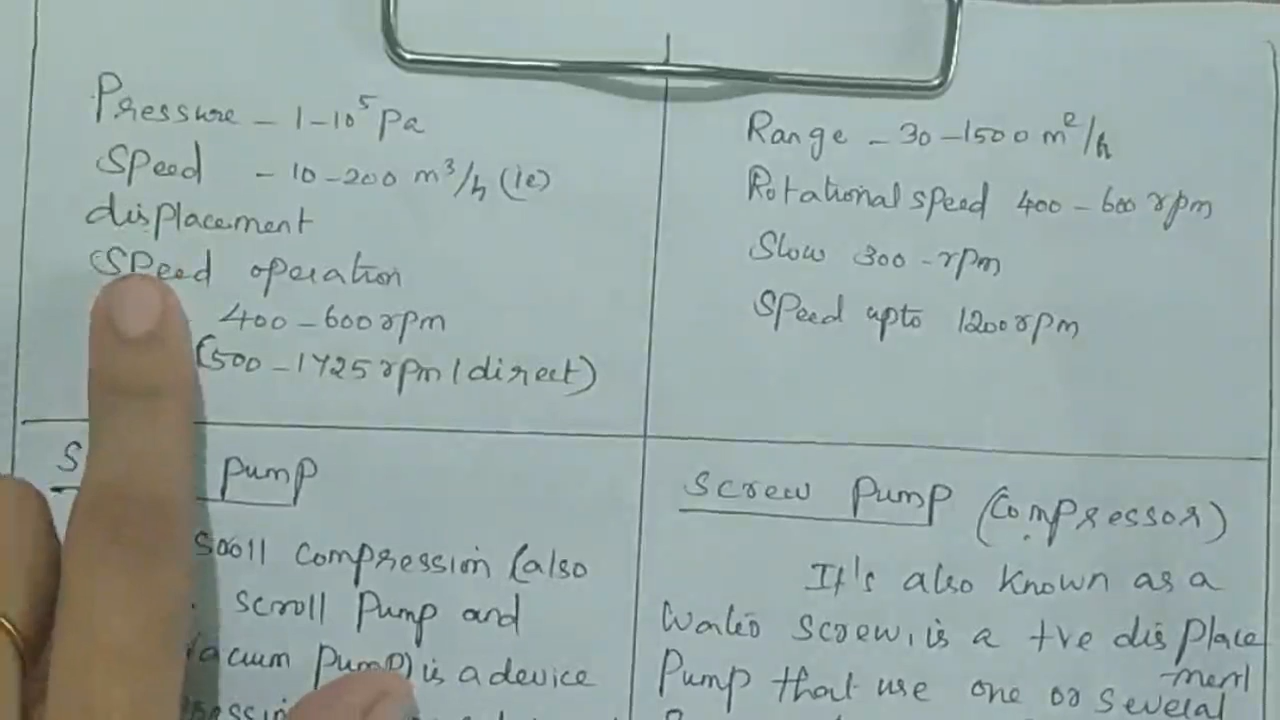 Pressure - 1-10⁵ Pa
Speed - 10-200 m³/h (ie)
displacement
Speed operation
400-600 rpm
(500-1725 rpm / direct)
Range - 30-1500 m²/h
Rotational speed 400-600 rpm
Slow 300-rpm
Speed upto 1200 rpm
S pump
Scroll compression (also
scroll Pump and
vacuum pump) is a device
Screw Pump (Compressor)
It's also known as a
screw, is a +ve displace
ment
Pump that use one or several